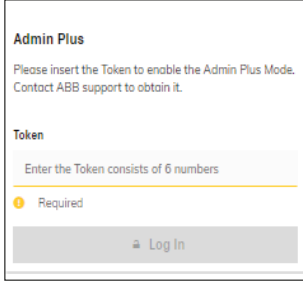 Admin Plus
Please insert the Token to enable the Admin Plus Mode.
Contact ABB support to obtain it.
Token
Enter the Token consists of 6 numbers
Required
Log In